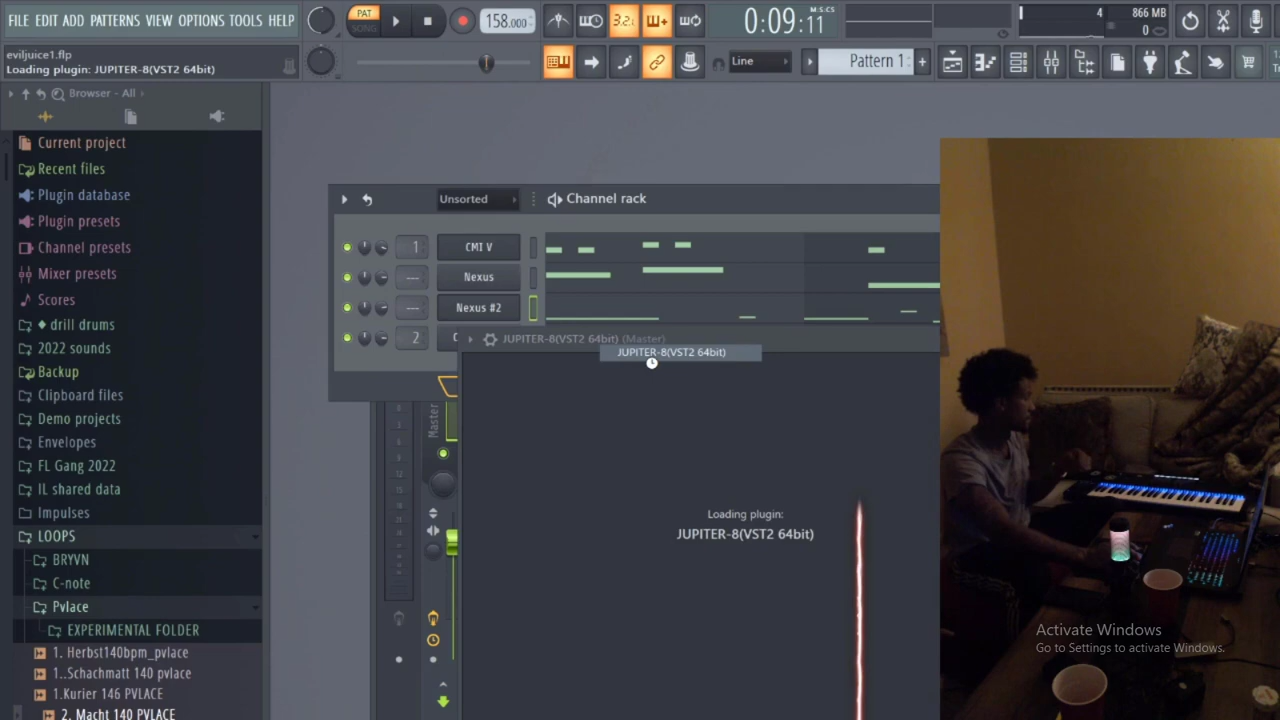 FILE EDIT ADD PATTERNS VIEW OPTIONS TOOLS HELP
PAT
SONG
158.000
3.2.
0:09:11
M:S:CS
4
866 MB
0
eviljuice1.flp
Loading plugin: JUPITER-8(VST2 64bit)
Line
Pattern 1
+
Browser - All
Current project
Recent files
Plugin database
Plugin presets
Channel presets
Mixer presets
Scores
◆ drill drums
2022 sounds
Backup
Clipboard files
Demo projects
Envelopes
FL Gang 2022
IL shared data
Impulses
LOOPS
BRYVN
C-note
Pvlace
EXPERIMENTAL FOLDER
1. Herbst140bpm_pvlace
1..Schachmatt 140 pvlace
1.Kurier 146 PVLACE
2. Macht 140 PVLACE
Unsorted
Channel rack
1
CMI V
---
Nexus
---
Nexus #2
2
JUPITER-8(VST2 64bit) (Master)
JUPITER-8(VST2 64bit)
Master
Loading plugin:
JUPITER-8(VST2 64bit)
Activate Windows
Go to Settings to activate Windows.